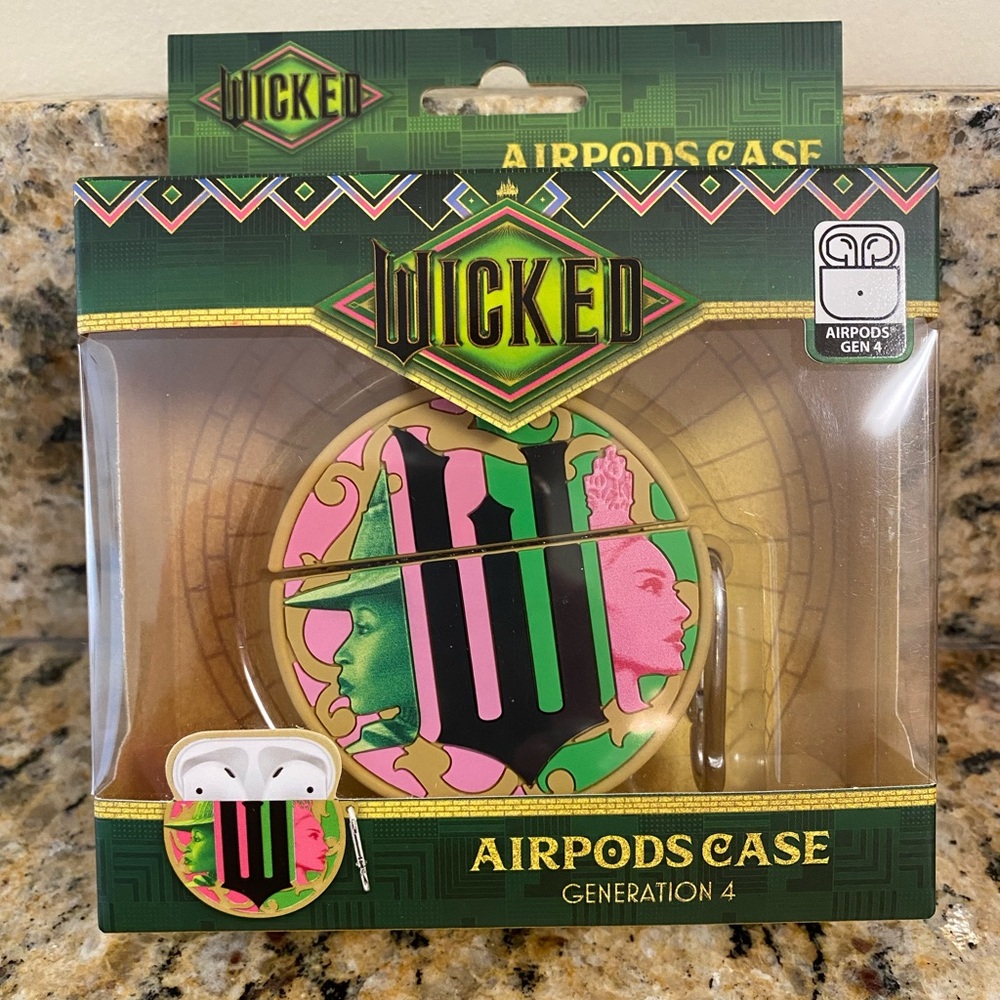 WICKED
AIRPODS CASE
WICKED
AIRPODS®
GEN 4
W
W
AIRPODS CASE
GENERATION 4